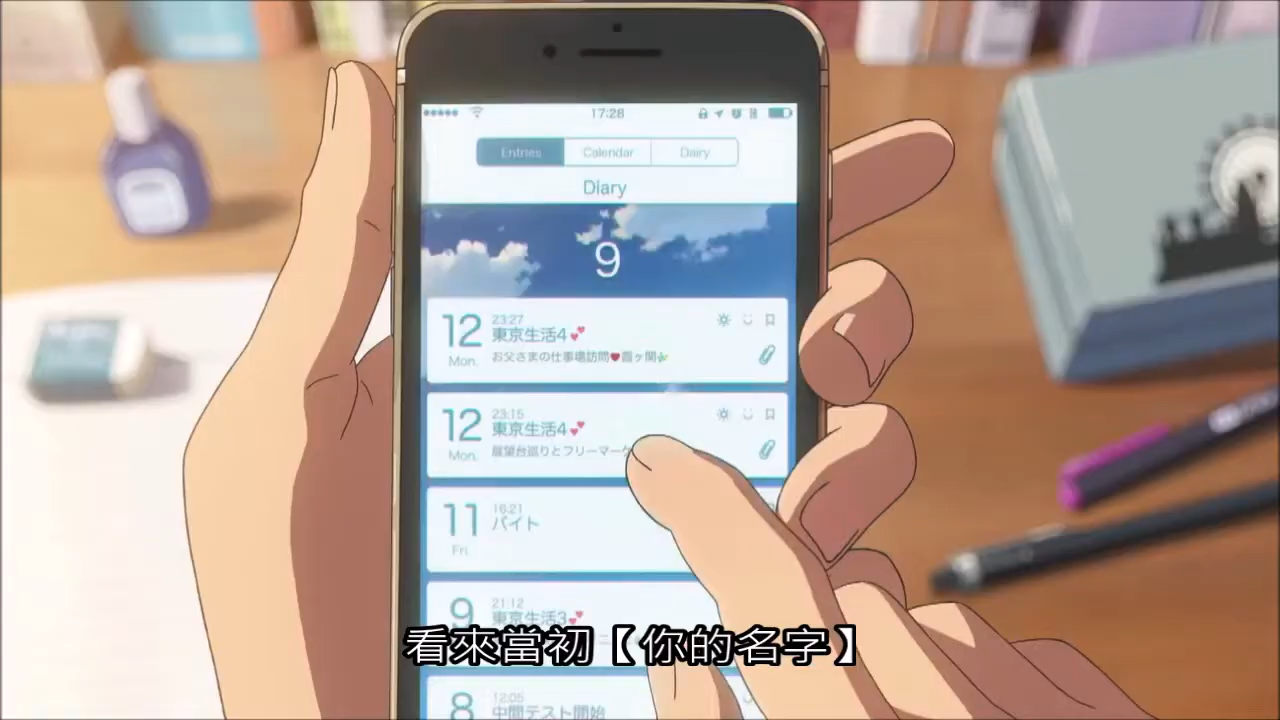 17:28
Entries Calendar Dairy
Diary
9
12 23:27
東京生活4💕
Mon. お父さまの仕事場訪問❤霞ヶ関
12 23:15
東京生活4💕
Mon. 展望台巡りとフリーマーケ
11 16:21
バイト
Fri.
9 21:12
東京生活3💕
看來當初【你的名字】
8 12:05
中間テスト開始